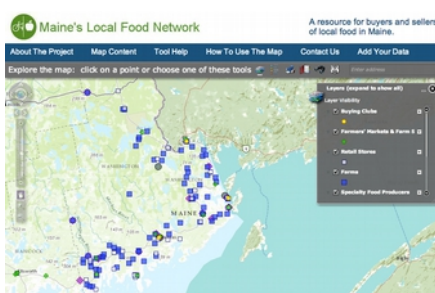 Maine's Local Food Network
A resource for buyers and sellers
of local food in Maine.
About The Project Map Content Tool Help How To Use The Map Contact Us Add Your Data
Explore the map: click on a point or choose one of these tools
Layers (expand to show all)
Layer Visibility
Buying Clubs
Farmers' Markets & Farm S
Retail Stores
Farms
Specialty Food Producers
MAINE